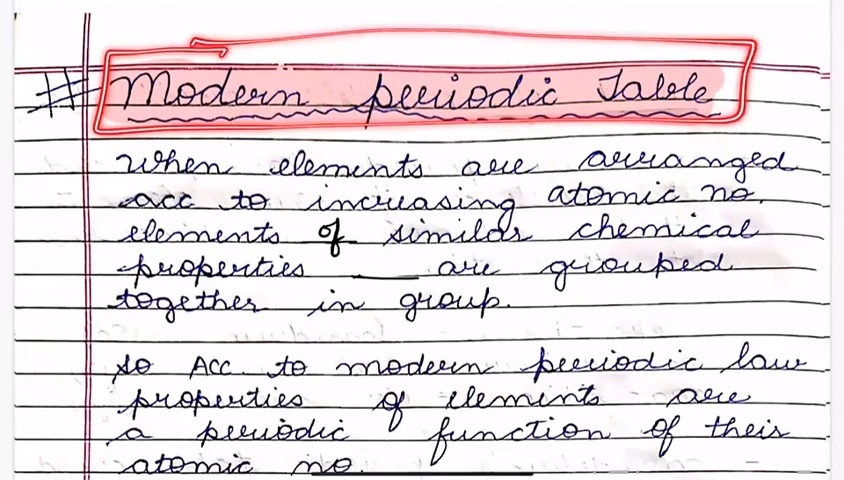 # Modern periodic Table
when elements are arranged
acc to increasing atomic no.
elements of similar chemical
properties are grouped
together in group.
so Acc. to modern periodic law
properties of elements are
a periodic function of their
atomic no.